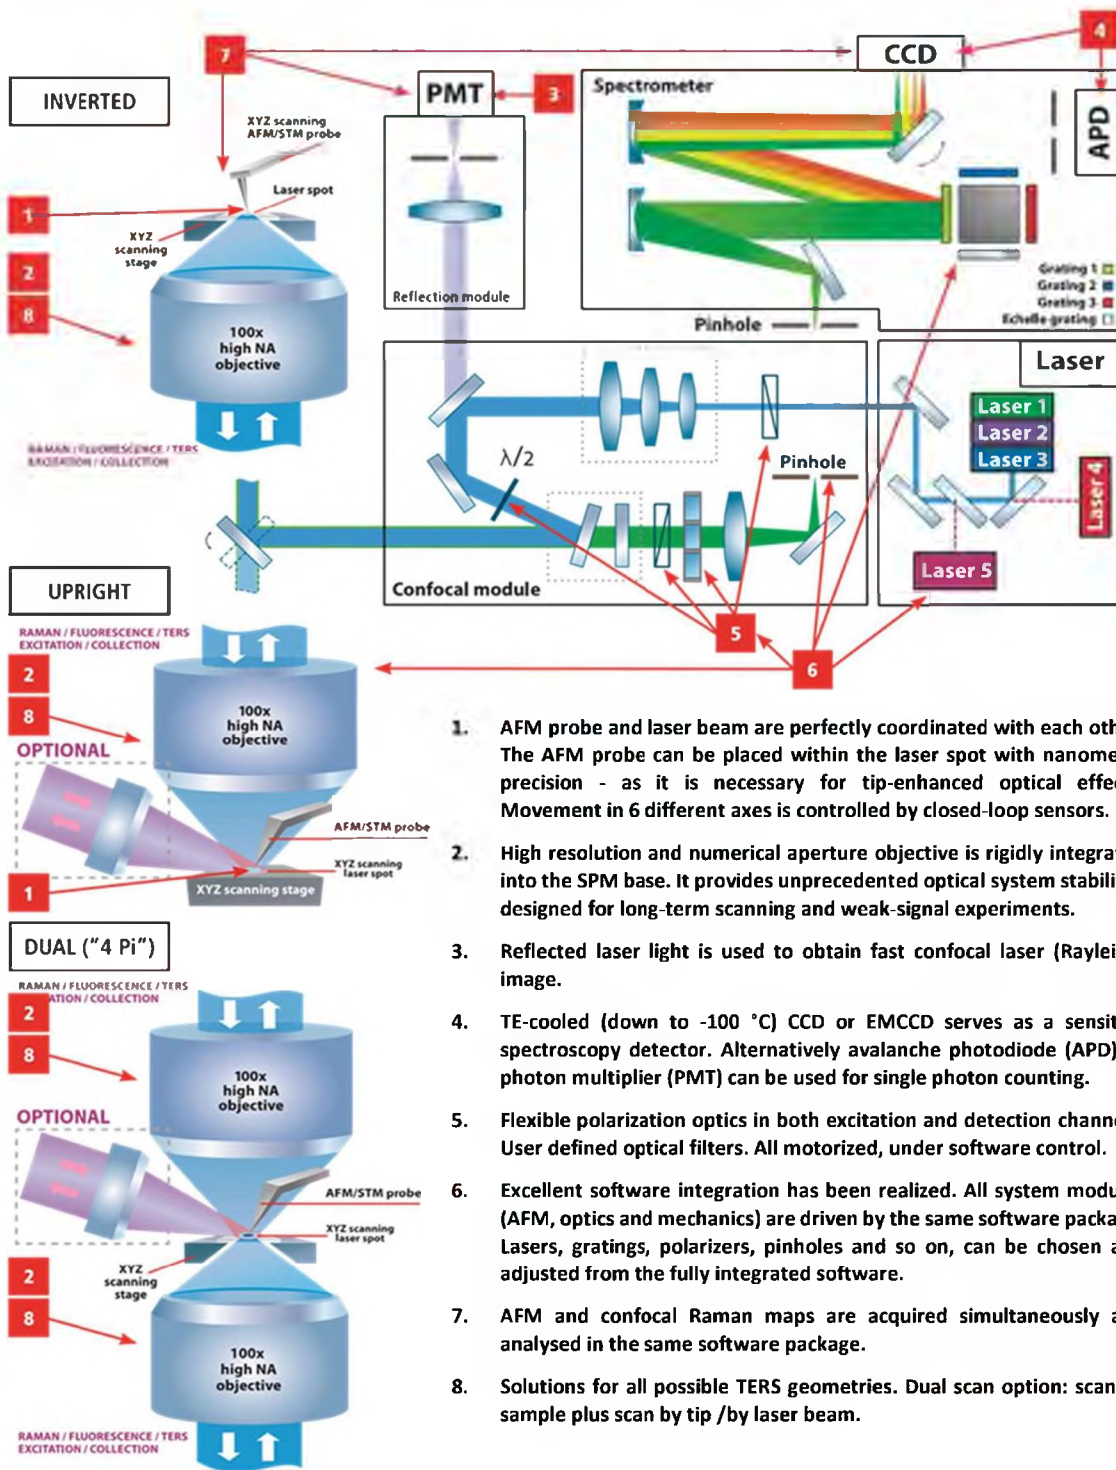 7
4
CCD
INVERTED
PMT
3
Spectrometer
APD
XYZ scanning
AFM/STM probe
Laser spot
1
XYZ
scanning
stage
2
8
Reflection module
Grating 1
Grating 2
Grating 3
Echelle grating
Pinhole
100x
high NA
objective
Laser
Laser 1
Laser 2
Laser 3
Laser 4
Laser 5
RAMAN / FLUORESCENCE / TERS
EXCITATION / COLLECTION
λ/2
Pinhole
Confocal module
5
6
UPRIGHT
RAMAN / FLUORESCENCE / TERS
EXCITATION / COLLECTION
2
8
100x
high NA
objective
OPTIONAL
AFM/STM probe
XYZ scanning
laser spot
1
XYZ scanning stage
DUAL ("4 Pi")
RAMAN / FLUORESCENCE / TERS
ATION / COLLECTION
2
8
100x
high NA
objective
OPTIONAL
AFM/STM probe
XYZ scanning
laser spot
XYZ
scanning
stage
2
8
100x
high NA
objective
RAMAN / FLUORESCENCE / TERS
EXCITATION / COLLECTION
1. AFM probe and laser beam are perfectly coordinated with each oth
The AFM probe can be placed within the laser spot with nanome
precision - as it is necessary for tip-enhanced optical effe
Movement in 6 different axes is controlled by closed-loop sensors.
2. High resolution and numerical aperture objective is rigidly integrat
into the SPM base. It provides unprecedented optical system stabili
designed for long-term scanning and weak-signal experiments.
3. Reflected laser light is used to obtain fast confocal laser (Raylei
image.
4. TE-cooled (down to -100 °C) CCD or EMCCD serves as a sensit
spectroscopy detector. Alternatively avalanche photodiode (APD)
photon multiplier (PMT) can be used for single photon counting.
5. Flexible polarization optics in both excitation and detection channe
User defined optical filters. All motorized, under software control.
6. Excellent software integration has been realized. All system modu
(AFM, optics and mechanics) are driven by the same software packa
Lasers, gratings, polarizers, pinholes and so on, can be chosen a
adjusted from the fully integrated software.
7. AFM and confocal Raman maps are acquired simultaneously a
analysed in the same software package.
8. Solutions for all possible TERS geometries. Dual scan option: scan
sample plus scan by tip /by laser beam.